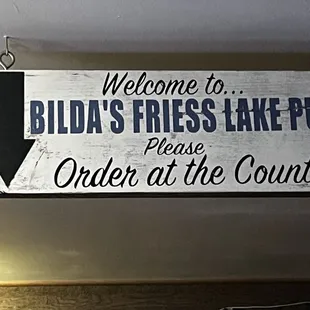 Welcome to...
BILDA'S FRIESS LAKE PU
Please
Order at the Count